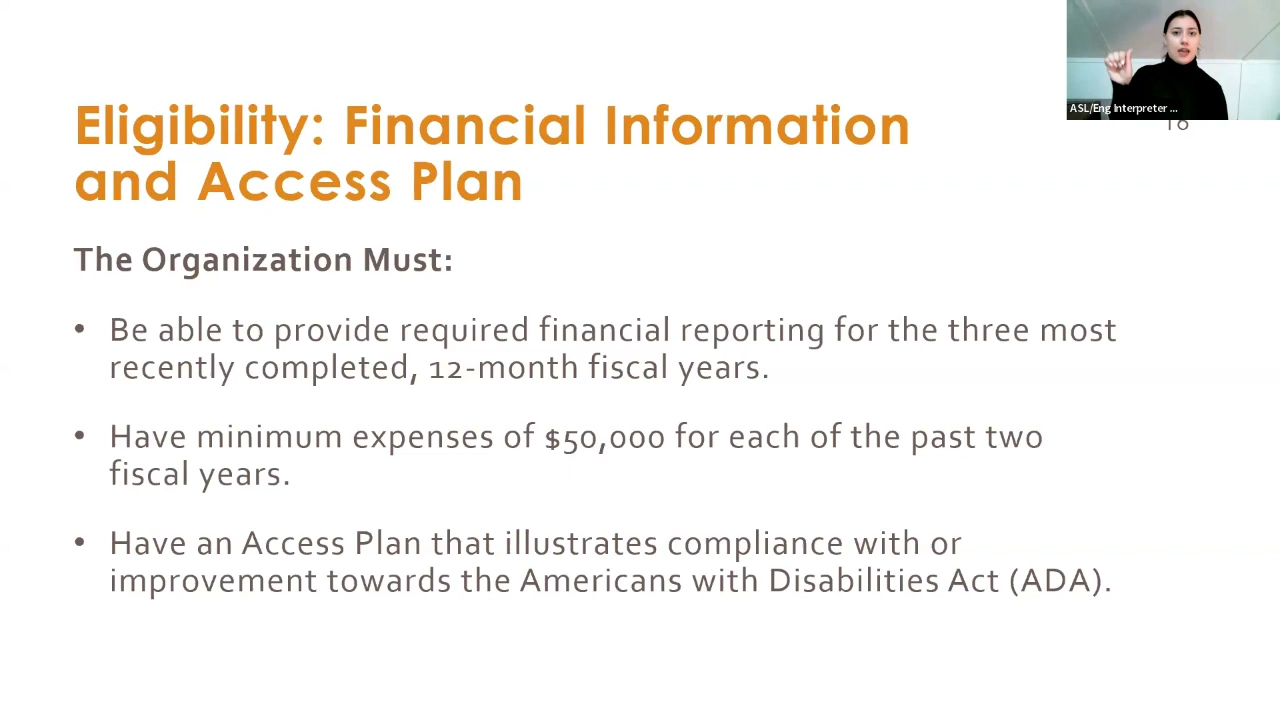 ASL/Eng Interpreter ...
16
Eligibility: Financial Information
and Access Plan
The Organization Must:
• Be able to provide required financial reporting for the three most
recently completed, 12-month fiscal years.
• Have minimum expenses of $50,000 for each of the past two
fiscal years.
• Have an Access Plan that illustrates compliance with or
improvement towards the Americans with Disabilities Act (ADA).